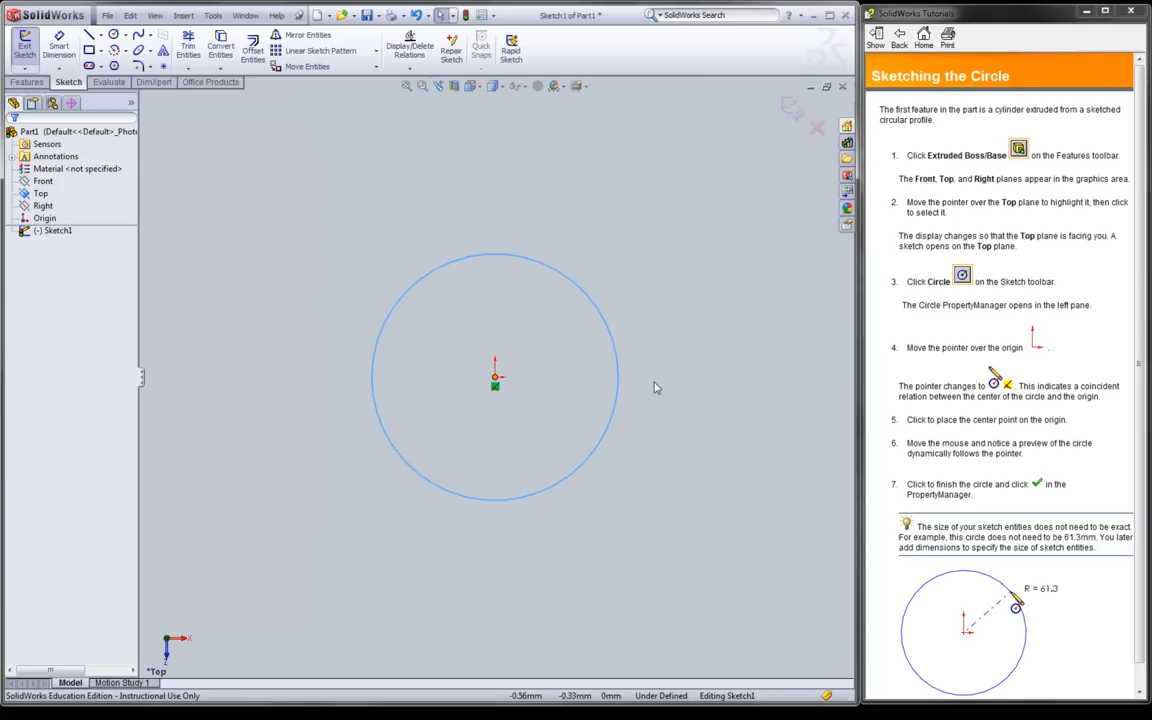 SolidWorks File Edit View Insert Tools Window Help Sketch1 of Part1 * SolidWorks Search
Exit Sketch
Smart Dimension
Trim Entities
Convert Entities
Offset Entities
Mirror Entities
Linear Sketch Pattern
Move Entities
Display/Delete Relations
Repair Sketch
Quick Snaps
Rapid Sketch
Features Sketch Evaluate DimXpert Office Products
Part1 (Default<<Default>_Photo
Sensors
Annotations
Material <not specified>
Front
Top
Right
Origin
(-) Sketch1
X
Z
*Top
Model Motion Study 1
SolidWorks Education Edition - Instructional Use Only -0.56mm -0.33mm 0mm Under Defined Editing Sketch1
SolidWorks Tutorials
Show Back Home Print
Sketching the Circle
The first feature in the part is a cylinder extruded from a sketched
circular profile.
1. Click Extruded Boss/Base on the Features toolbar.
The Front, Top, and Right planes appear in the graphics area.
2. Move the pointer over the Top plane to highlight it, then click
to select it.
The display changes so that the Top plane is facing you. A
sketch opens on the Top plane.
3. Click Circle on the Sketch toolbar.
The Circle PropertyManager opens in the left pane.
4. Move the pointer over the origin .
The pointer changes to . This indicates a coincident
relation between the center of the circle and the origin.
5. Click to place the center point on the origin.
6. Move the mouse and notice a preview of the circle
dynamically follows the pointer.
7. Click to finish the circle and click in the
PropertyManager.
The size of your sketch entities does not need to be exact.
For example, this circle does not need to be 61.3mm. You later
add dimensions to specify the size of sketch entities.
R = 61.3